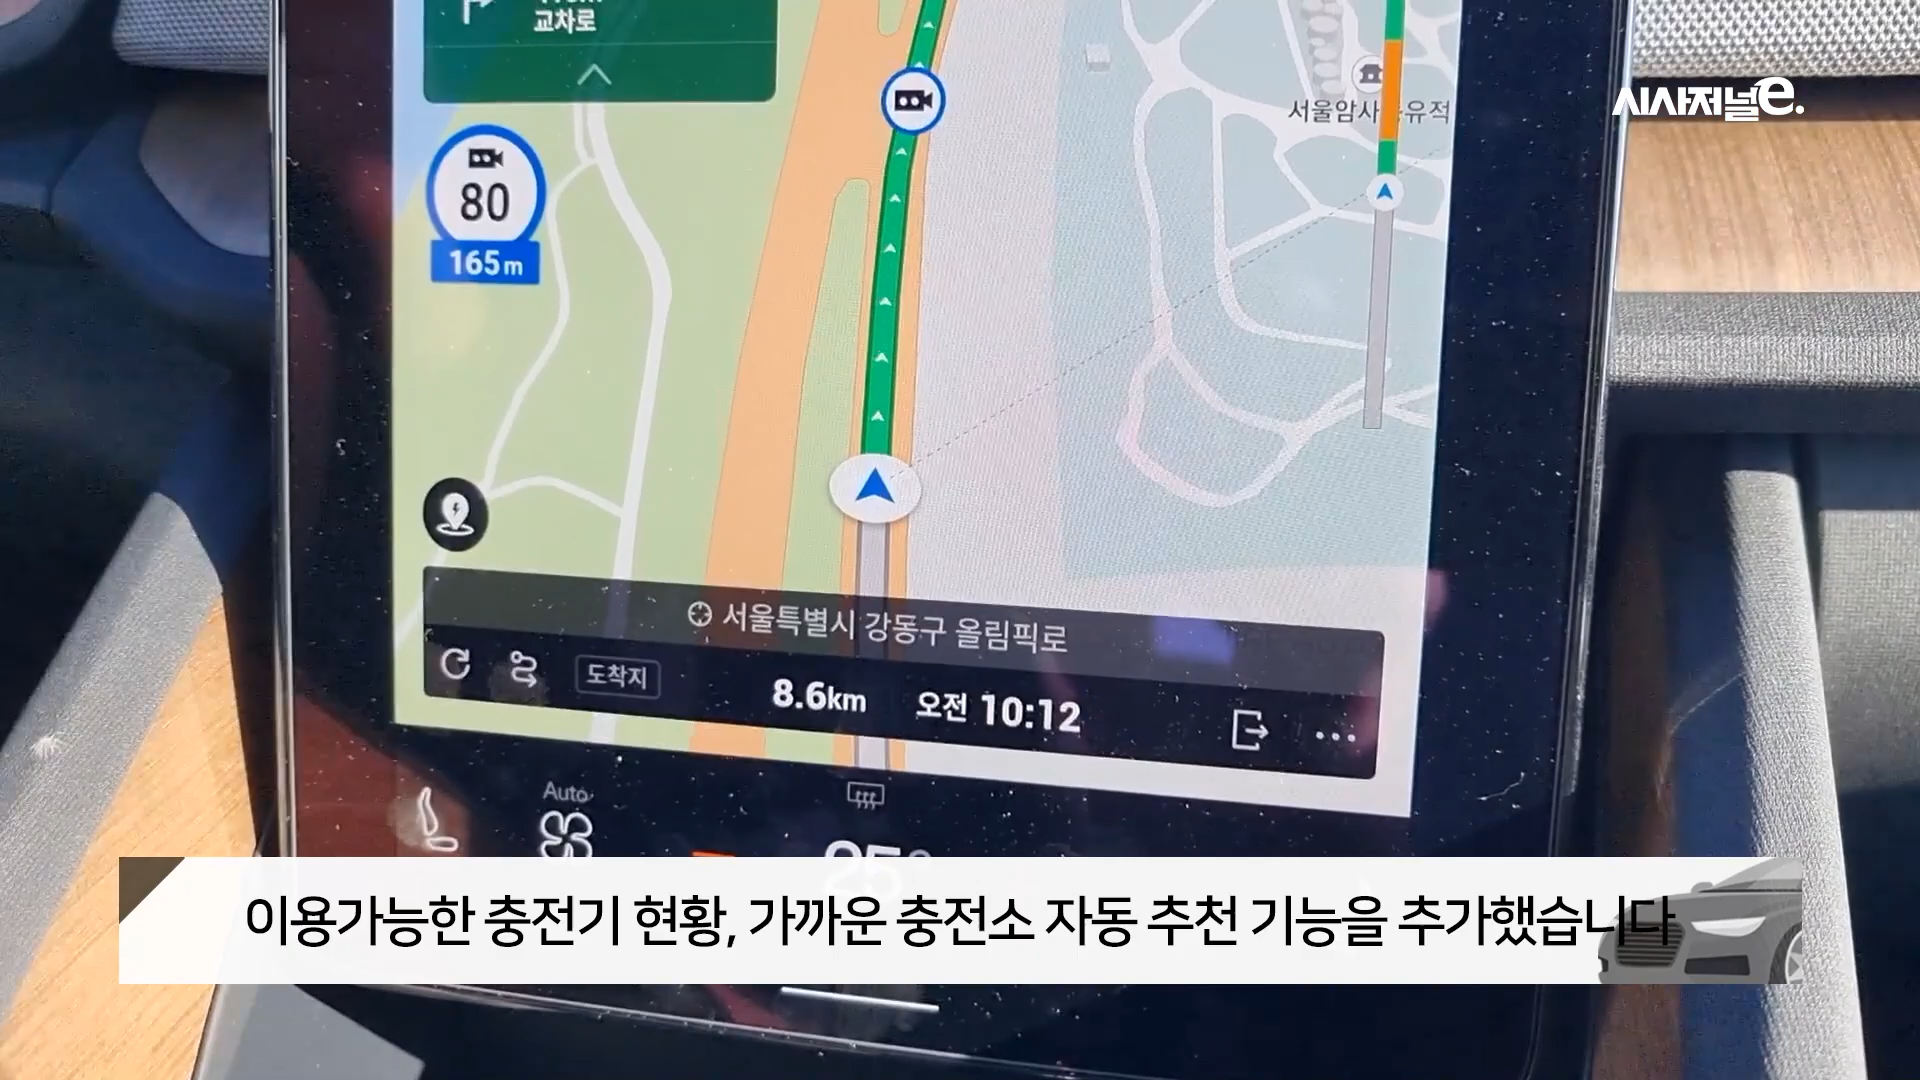 교차로
시사저널e.
서울암사
유적
80
165m
서울특별시 강동구 올림픽로
도착지
8.6km
오전 10:12
Auto
25°
이용가능한 충전기 현황, 가까운 충전소 자동 추천 기능을 추가했습니다